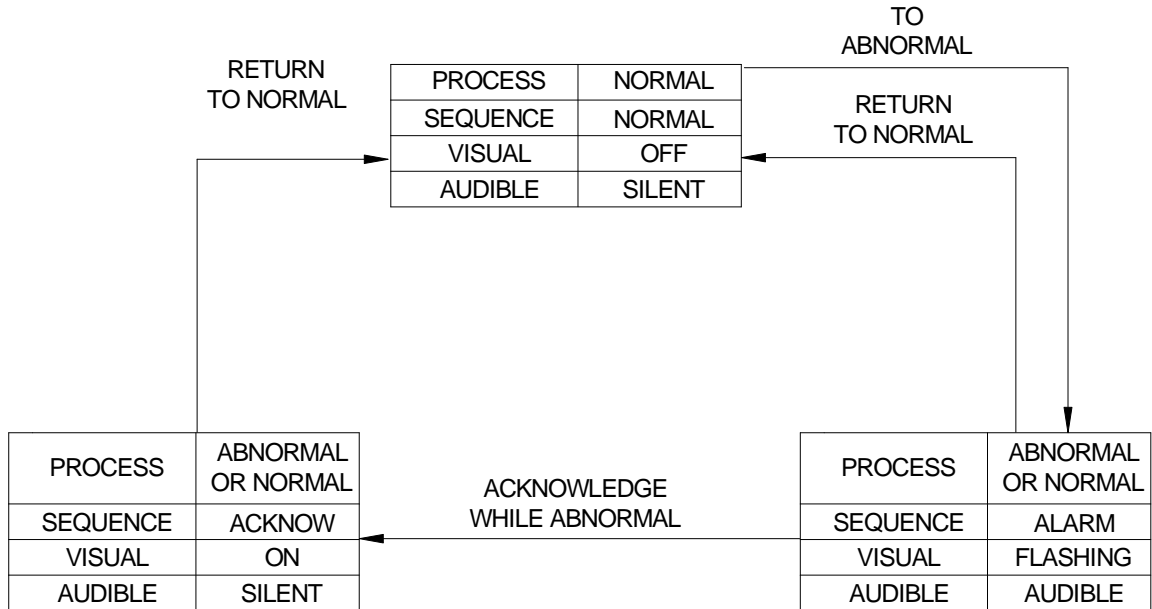 TO
ABNORMAL
RETURN
TO NORMAL
PROCESS NORMAL
SEQUENCE NORMAL
VISUAL OFF
AUDIBLE SILENT
RETURN
TO NORMAL
PROCESS ABNORMAL
OR NORMAL
SEQUENCE ACKNOW
VISUAL ON
AUDIBLE SILENT
ACKNOWLEDGE
WHILE ABNORMAL
PROCESS ABNORMAL
OR NORMAL
SEQUENCE ALARM
VISUAL FLASHING
AUDIBLE AUDIBLE